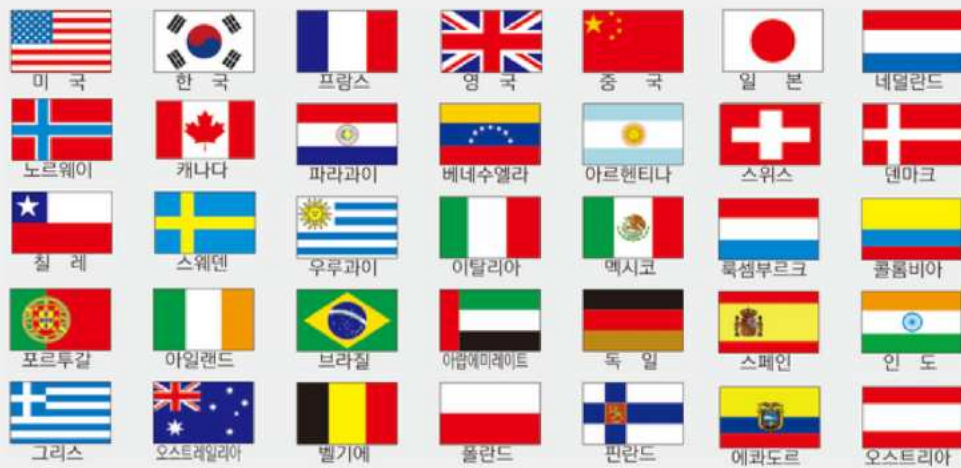 미 국 한 국 프랑스 영 국 중 국 일 본 네덜란드
노르웨이 캐나다 파라과이 베네수엘라 아르헨티나 스위스 덴마크
칠 레 스웨덴 우루과이 이탈리아 멕시코 룩셈부르크 콜롬비아
포르투갈 아일랜드 브라질 아랍에미레이트 독 일 스페인 인 도
그리스 오스트레일리아 벨기에 폴란드 핀란드 에콰도르 오스트리아